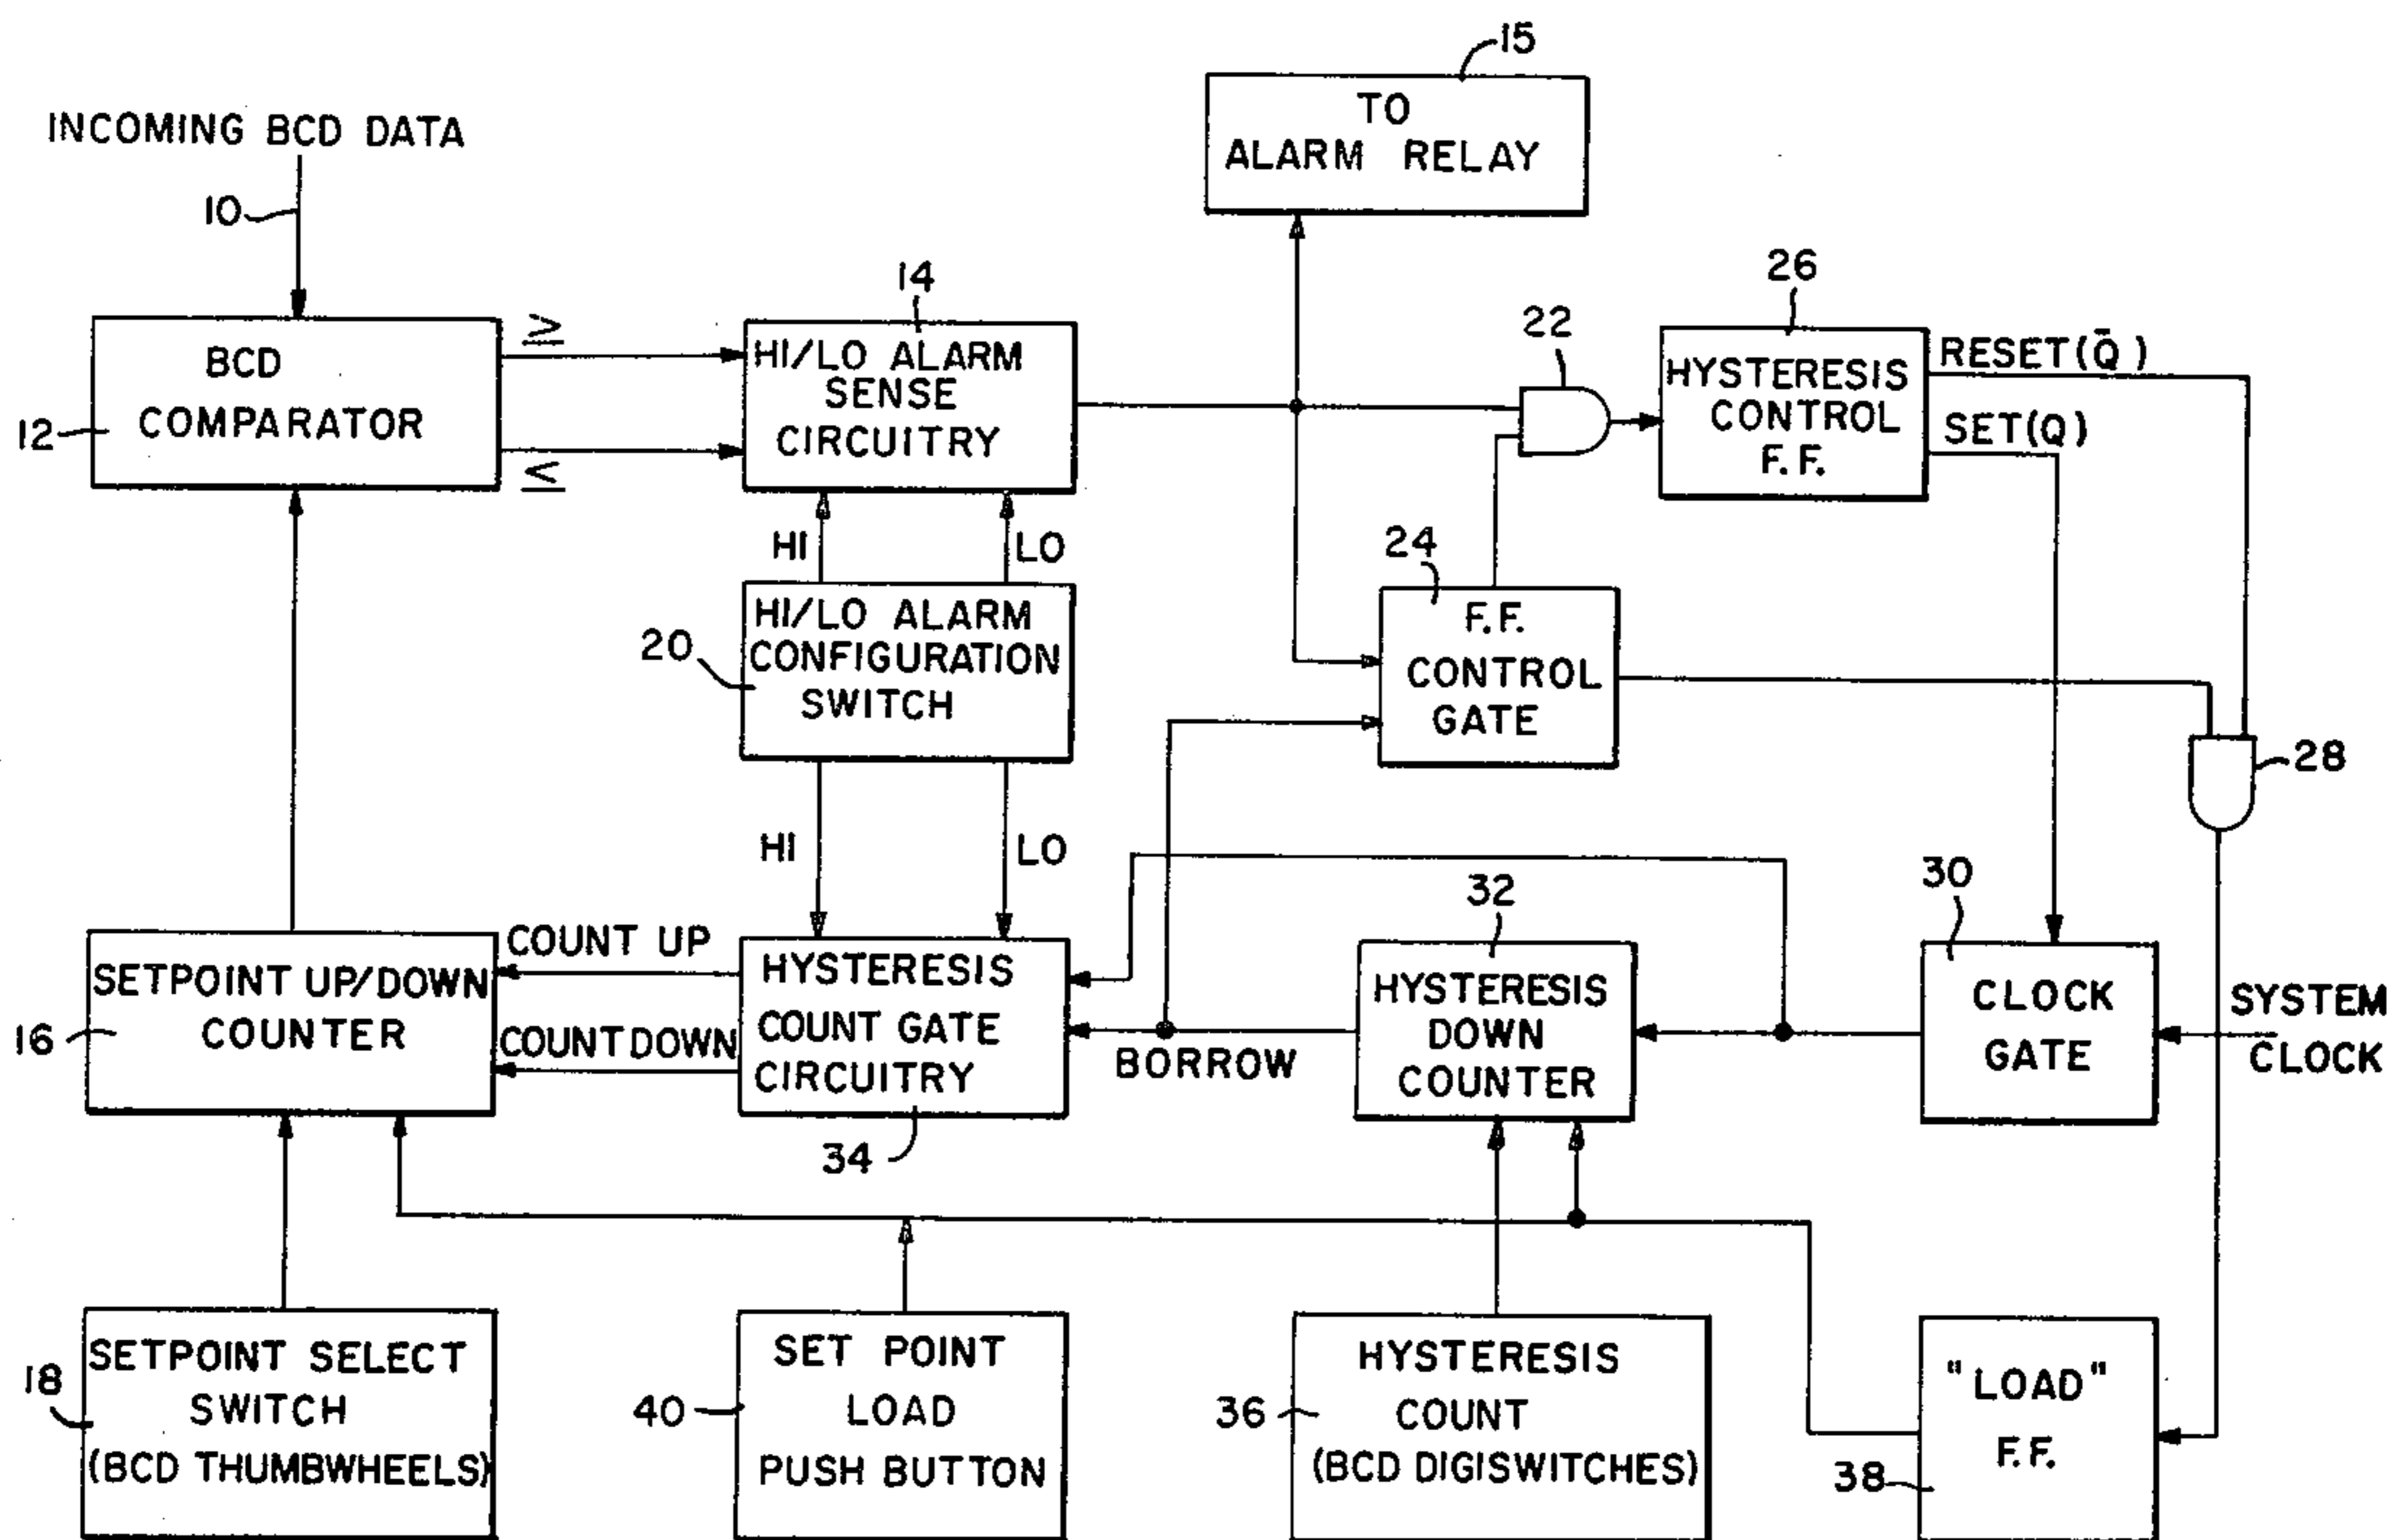 15
TO
ALARM RELAY
INCOMING BCD DATA
10
BCD
COMPARATOR
12
≥
≤
14
HI/LO ALARM
SENSE
CIRCUITRY
22
26
HYSTERESIS
CONTROL
F.F.
RESET(Q̄)
SET(Q)
HI
LO
20
HI/LO ALARM
CONFIGURATION
SWITCH
24
F.F.
CONTROL
GATE
28
HI
LO
16
SETPOINT UP/DOWN
COUNTER
COUNT UP
COUNT DOWN
HYSTERESIS
COUNT GATE
CIRCUITRY
34
BORROW
32
HYSTERESIS
DOWN
COUNTER
30
CLOCK
GATE
SYSTEM
CLOCK
18
SETPOINT SELECT
SWITCH
(BCD THUMBWHEELS)
40
SET POINT
LOAD
PUSH BUTTON
36
HYSTERESIS
COUNT
(BCD DIGISWITCHES)
38
"LOAD"
F.F.